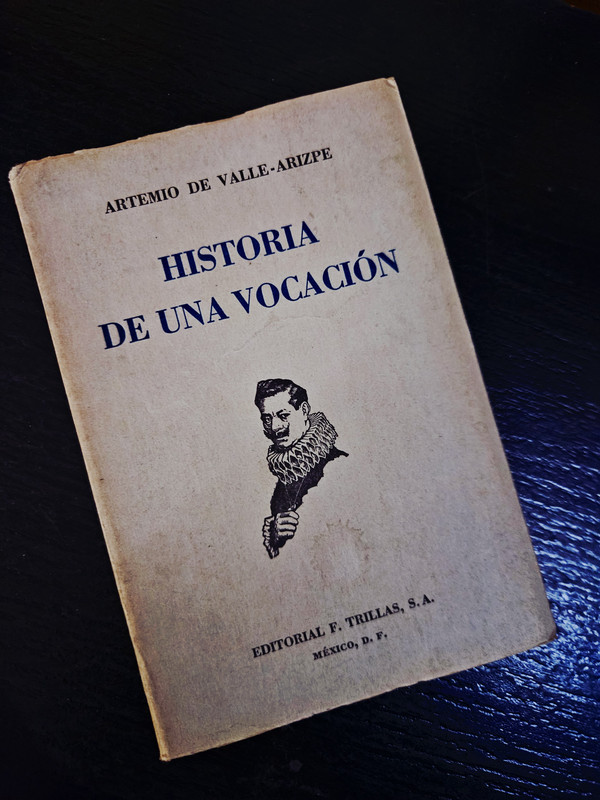 ARTEMIO DE VALLE-ARIZPE
HISTORIA
DE UNA VOCACIÓN
EDITORIAL F. TRILLAS, S. A.
MÉXICO, D. F.